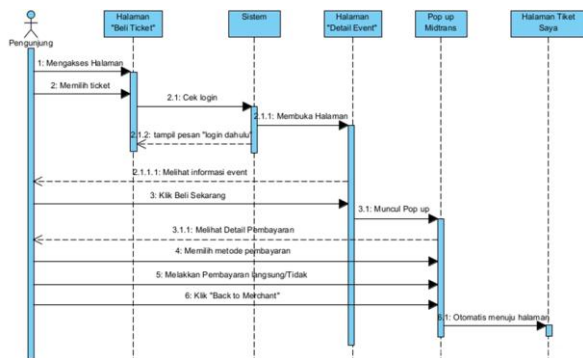 Pengunjung
Halaman
"Beli Ticket"
Sistem
Halaman
"Detail Event"
Pop up
Midtrans
Halaman Tiket
Saya
1: Mengakses Halaman
2: Memilih ticket
2.1: Cek login
2.1.1: Membuka Halaman
2.1.2: tampil pesan "login dahulu"
2.1.1.1: Melihat informasi event
3: Klik Beli Sekarang
3.1: Muncul Pop up
3.1.1: Melihat Detail Pembayaran
4: Memilih metode pembayaran
5: Melakkan Pembayaran langsung/Tidak
6: Klik "Back to Merchant"
6.1: Otomatis menuju halaman